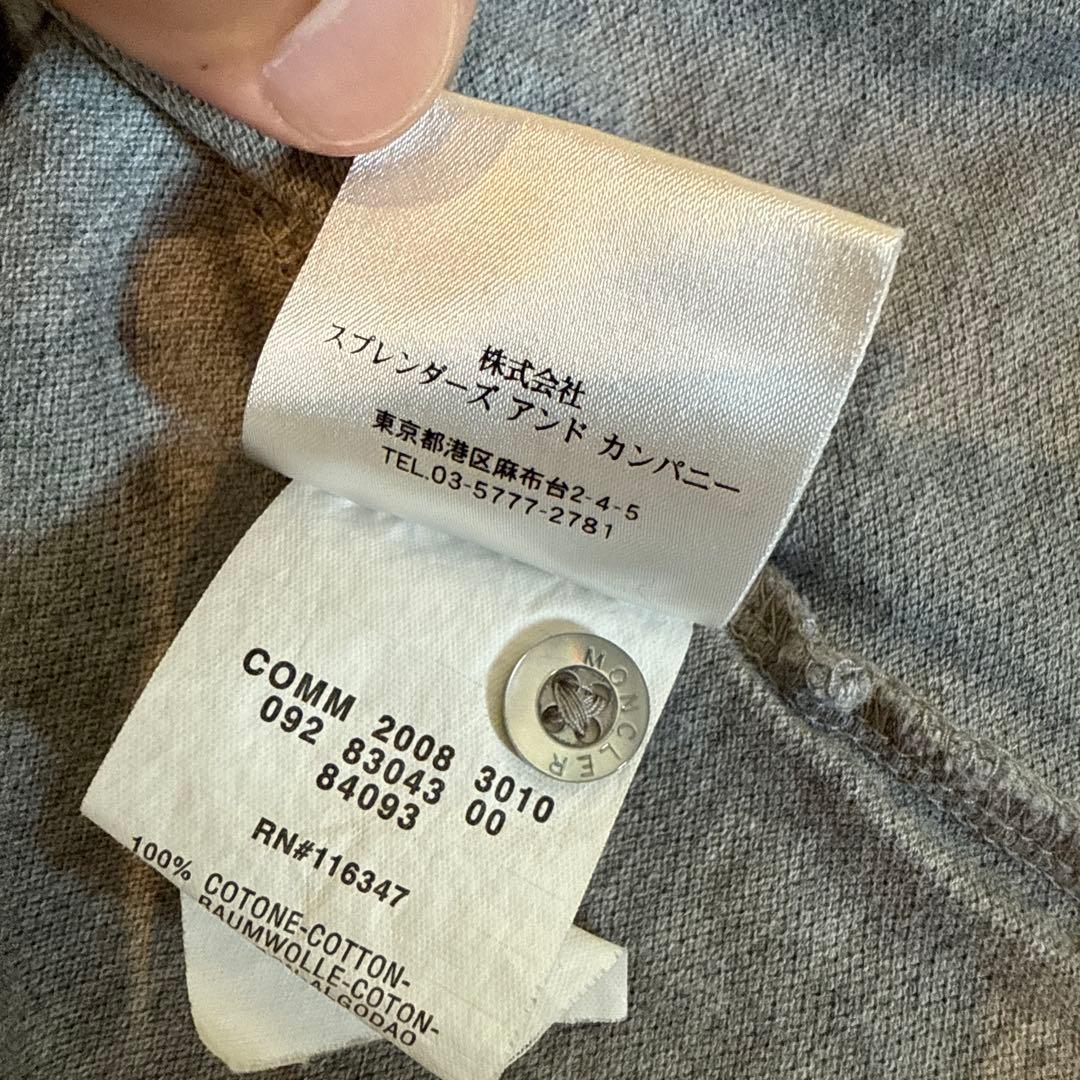 株式会社
スプレンダーズ アンド カンパニー
東京都港区麻布台2-4-5
TEL.03-5777-2781
MONCLER
COMM 2008 3010
092 83043 00
84093
RN#116347
100% COTONE-COTTON-
BAUMWOLLE-COTON-
ALGODAO